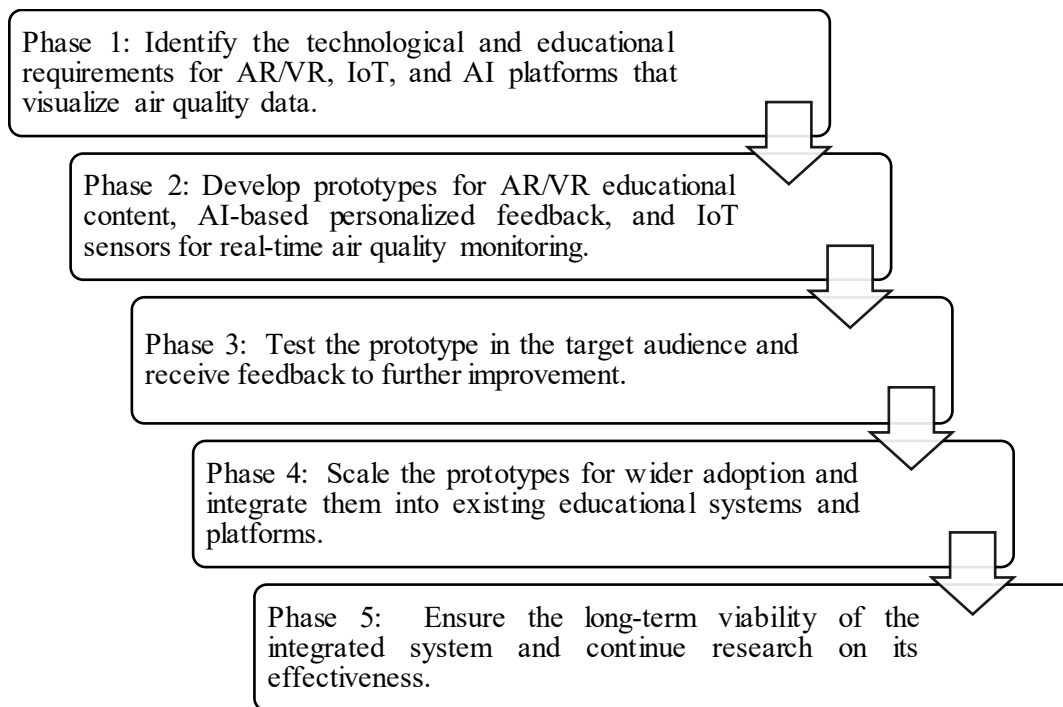 Phase 1: Identify the technological and educational
requirements for AR/VR, IoT, and AI platforms that
visualize air quality data.
Phase 2: Develop prototypes for AR/VR educational
content, AI-based personalized feedback, and IoT
sensors for real-time air quality monitoring.
Phase 3: Test the prototype in the target audience and
receive feedback to further improvement.
Phase 4: Scale the prototypes for wider adoption and
integrate them into existing educational systems and
platforms.
Phase 5: Ensure the long-term viability of the
integrated system and continue research on its
effectiveness.